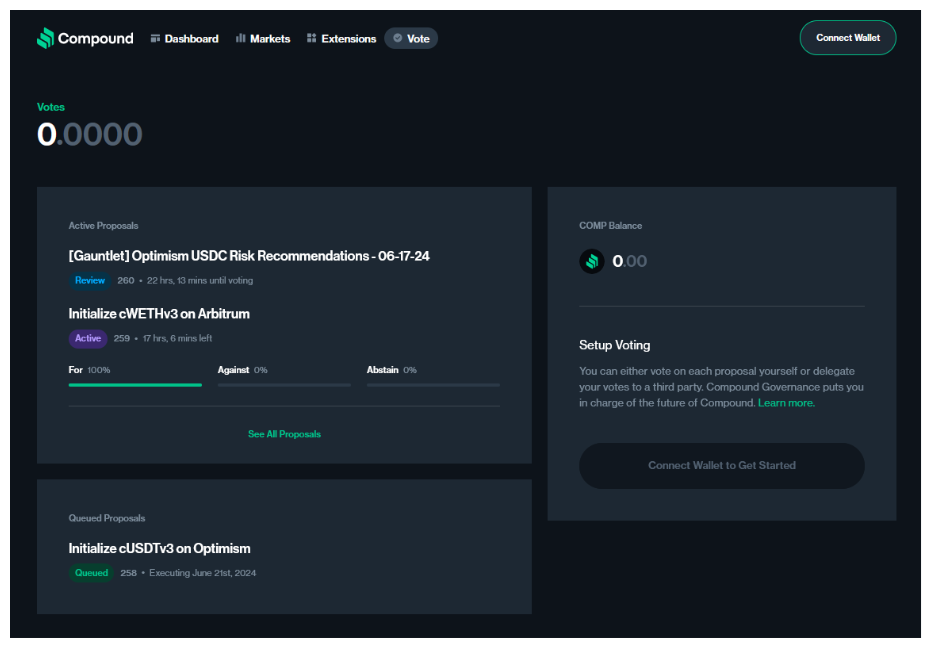 Compound Dashboard Markets Extensions Vote Connect Wallet
Votes
0.0000
Active Proposals
[Gauntlet] Optimism USDC Risk Recommendations - 06-17-24
Review 260 • 22 hrs, 13 mins until voting
Initialize cWETHv3 on Arbitrum
Active 259 • 17 hrs, 6 mins left
For 100% Against 0% Abstain 0%
See All Proposals
Queued Proposals
Initialize cUSDTv3 on Optimism
Queued 258 • Executing June 21st, 2024
COMP Balance
0.00
Setup Voting
You can either vote on each proposal yourself or delegate
your votes to a third party. Compound Governance puts you
in charge of the future of Compound. Learn more.
Connect Wallet to Get Started